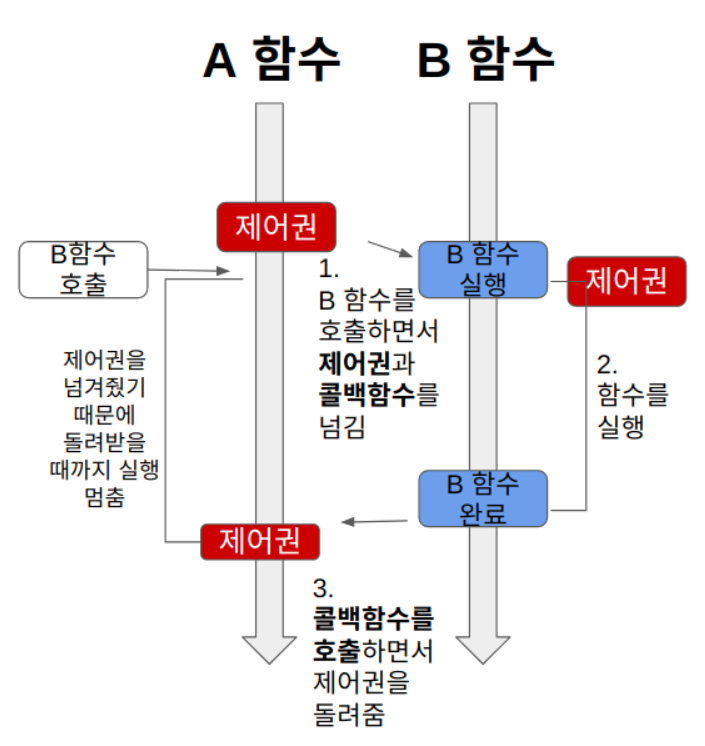 A 함수
B 함수
제어권
B함수
호출
B 함수
실행
제어권
1.
B 함수를
호출하면서
제어권과
콜백함수를
넘김
제어권을
넘겨줬기
때문에
돌려받을
때까지 실행
멈춤
2.
함수를
실행
B 함수
완료
제어권
3.
콜백함수를
호출하면서
제어권을
돌려줌